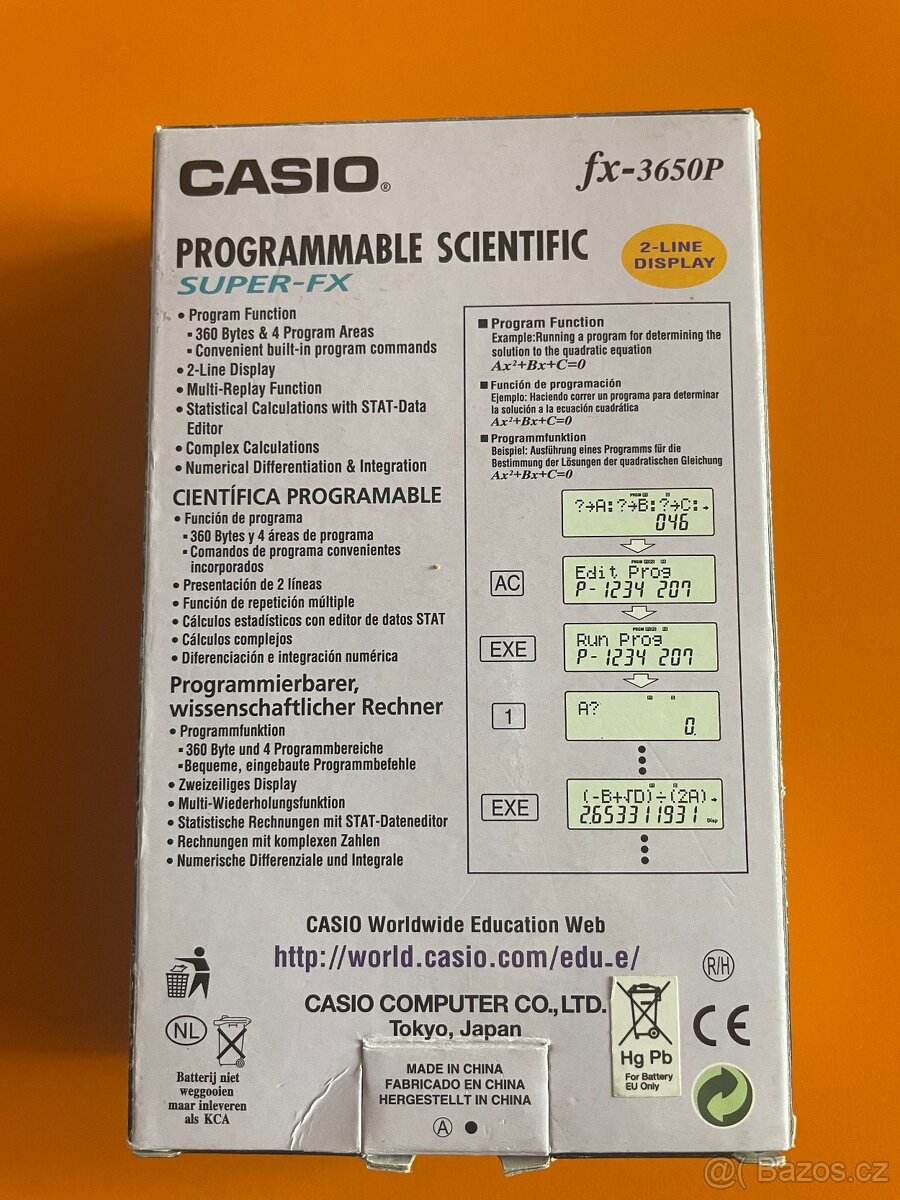 CASIO®
fx-3650P
PROGRAMMABLE SCIENTIFIC
SUPER-FX
2-LINE
DISPLAY
• Program Function
▪ 360 Bytes & 4 Program Areas
▪ Convenient built-in program commands
• 2-Line Display
• Multi-Replay Function
• Statistical Calculations with STAT-Data
Editor
• Complex Calculations
• Numerical Differentiation & Integration
CIENTÍFICA PROGRAMABLE
• Función de programa
▪ 360 Bytes y 4 áreas de programa
▪ Comandos de programa convenientes
incorporados
• Presentación de 2 líneas
• Función de repetición múltiple
• Cálculos estadísticos con editor de datos STAT
• Cálculos complejos
• Diferenciación e integración numérica
Programmierbarer,
wissenschaftlicher Rechner
• Programmfunktion
▪ 360 Byte und 4 Programmbereiche
▪ Bequeme, eingebaute Programmbefehle
• Zweizeiliges Display
• Multi-Wiederholungsfunktion
• Statistische Rechnungen mit STAT-Dateneditor
• Rechnungen mit komplexen Zahlen
• Numerische Differenziale und Integrale
■ Program Function
Example:Running a program for determining the
solution to the quadratic equation
Ax²+Bx+C=0
■ Función de programación
Ejemplo: Haciendo correr un programa para determinar
la solución a la ecuación cuadrática
Ax²+Bx+C=0
■ Programmfunktion
Beispiel: Ausführung eines Programms für die
Bestimmung der Lösungen der quadratischen Gleichung
Ax²+Bx+C=0
?→A:?→B:?→C:
046
AC
Edit Prog
P-1234 207
EXE
Run Prog
P-1234 207
1
A?
0.
EXE
(-B+√D)÷(2A)
2.653311931
Disp
CASIO Worldwide Education Web
http://world.casio.com/edu-e/
R/H
CASIO COMPUTER CO.,LTD.
Tokyo, Japan
NL
Batterij niet
weggooien
maar inleveren
als KCA
MADE IN CHINA
FABRICADO EN CHINA
HERGESTELLT IN CHINA
A
Hg Pb
For Battery
EU Only
CE
@( Bazos.cz